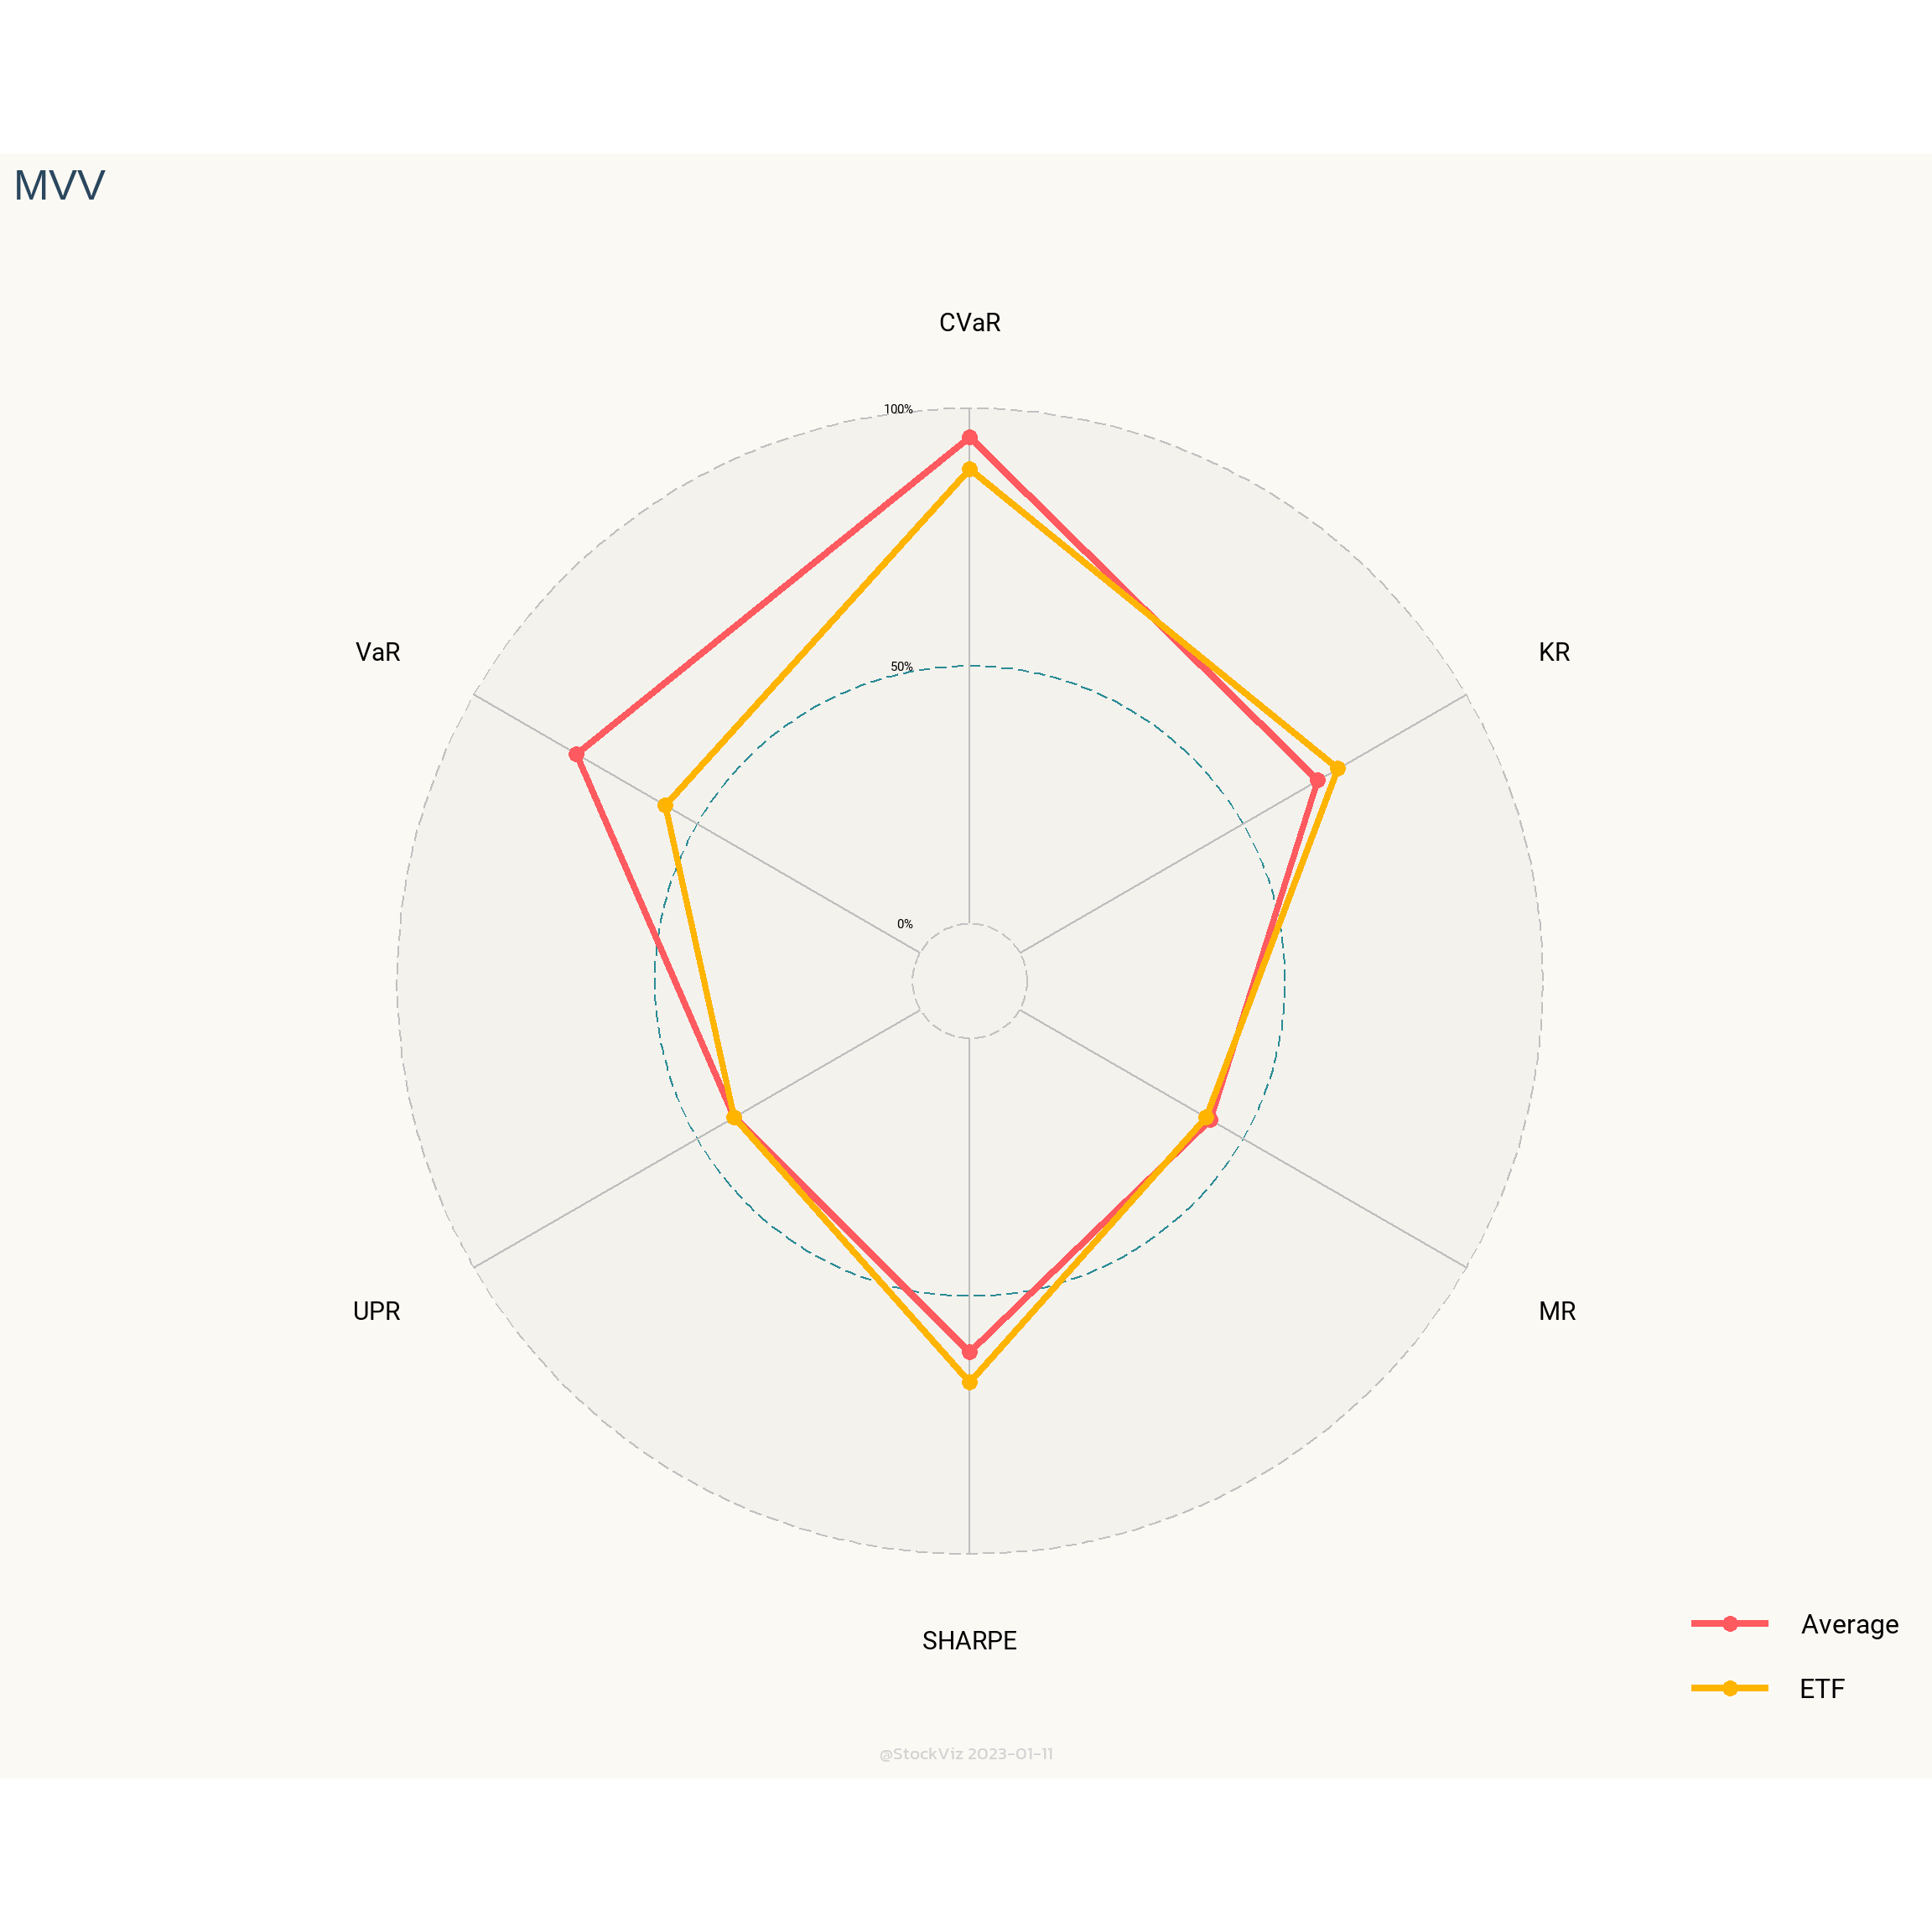 MVV
CVaR
100%
KR
VaR
50%
0%
UPR
MR
SHARPE
Average
ETF
@StockViz 2023-01-11